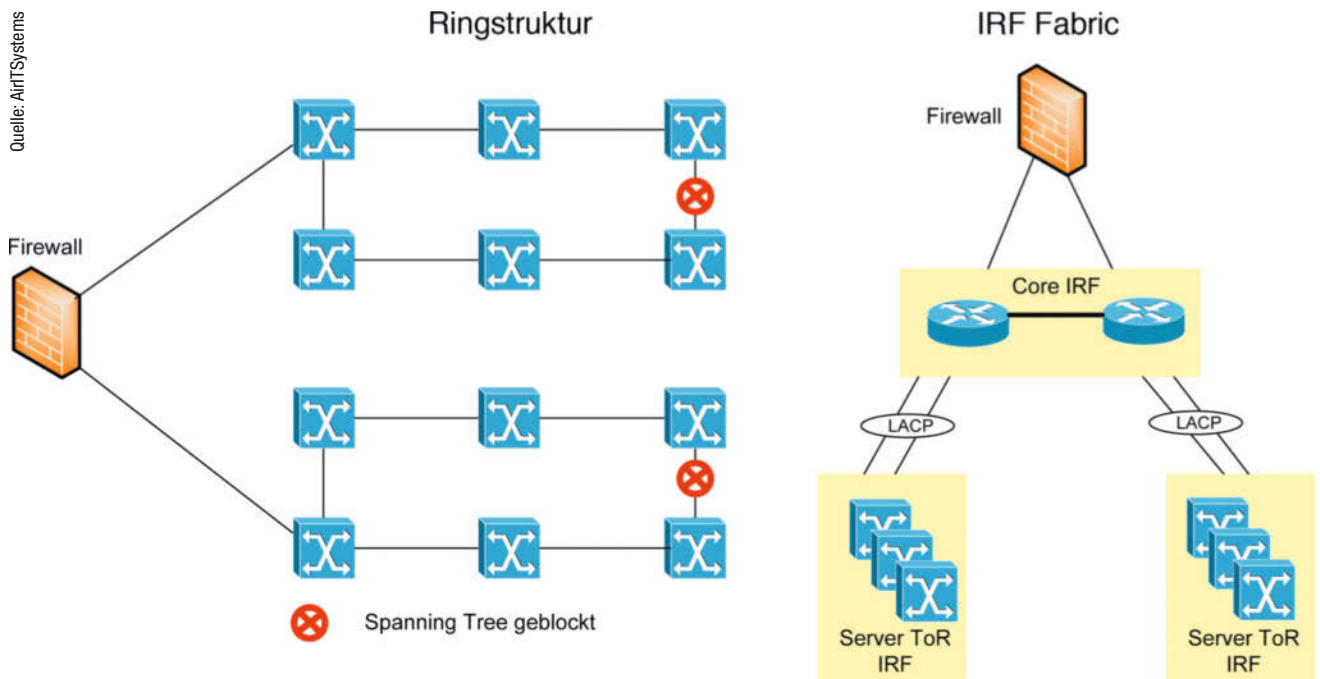 Quelle: AirITSystems
Ringstruktur
Firewall
Spanning Tree geblockt
IRF Fabric
Firewall
Core IRF
LACP
LACP
Server ToR
IRF
Server ToR
IRF